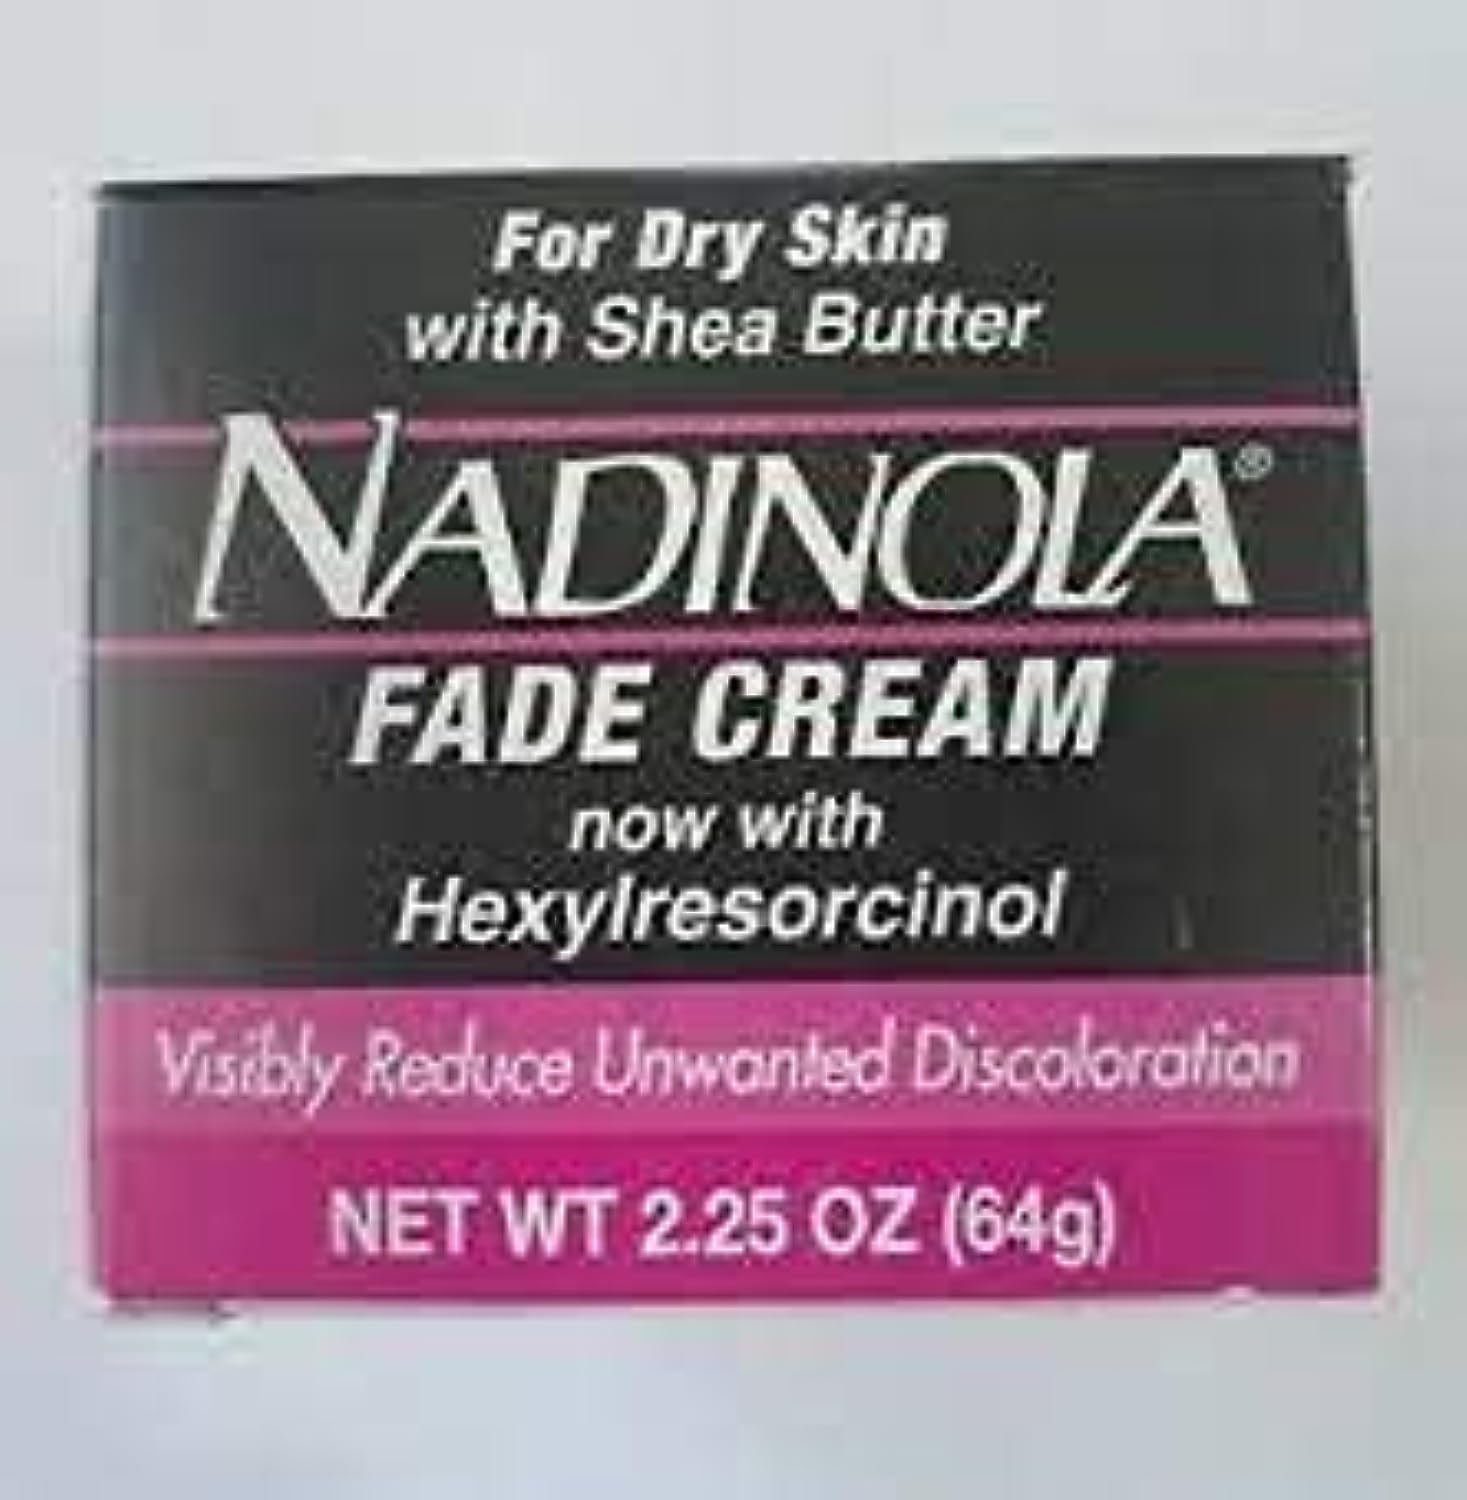 For Dry Skin
with Shea Butter
NADINOLA®
FADE CREAM
now with
Hexylresorcinol
Visibly Reduce Unwanted Discoloration
NET WT 2.25 OZ (64g)